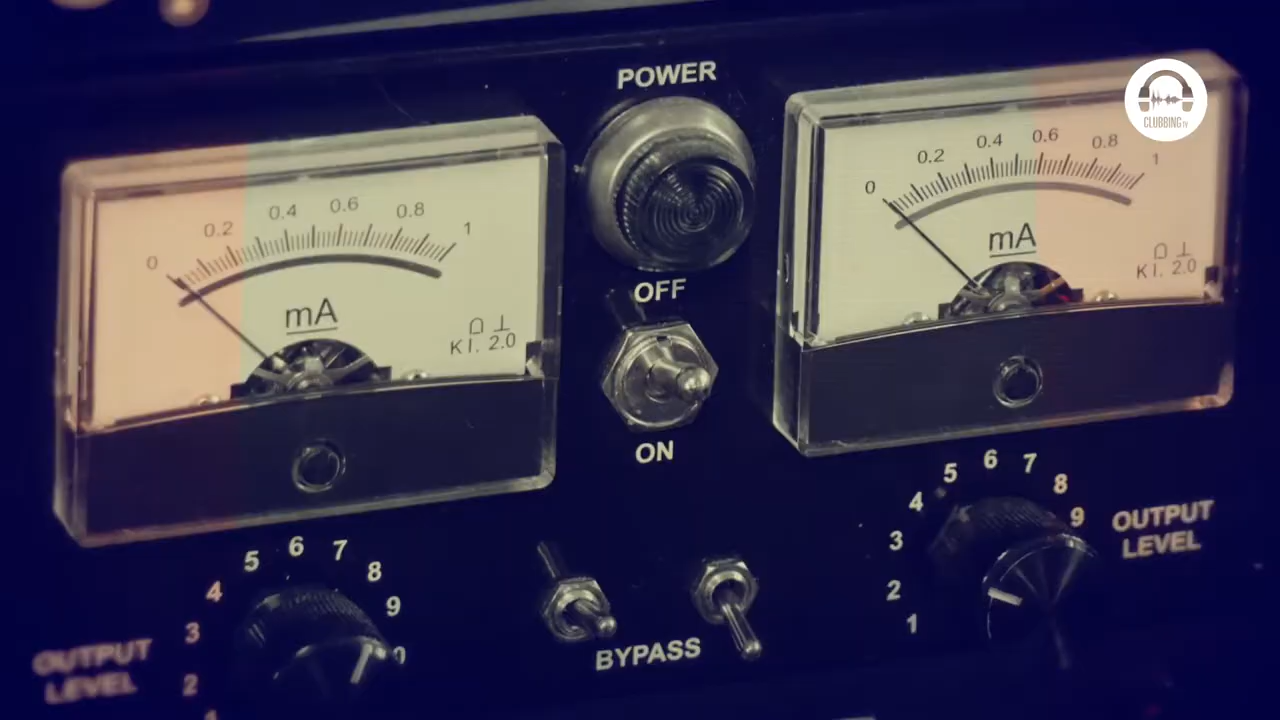 POWER
CLUBBING TV
0 0.2 0.4 0.6 0.8 1
mA
KI. 2.0
OFF
ON
0 0.2 0.4 0.6 0.8 1
mA
KI. 2.0
4 5 6 7 8 9
3
2
1
OUTPUT
LEVEL
BYPASS
1 2 3 4 5 6 7 8 9
OUTPUT
LEVEL